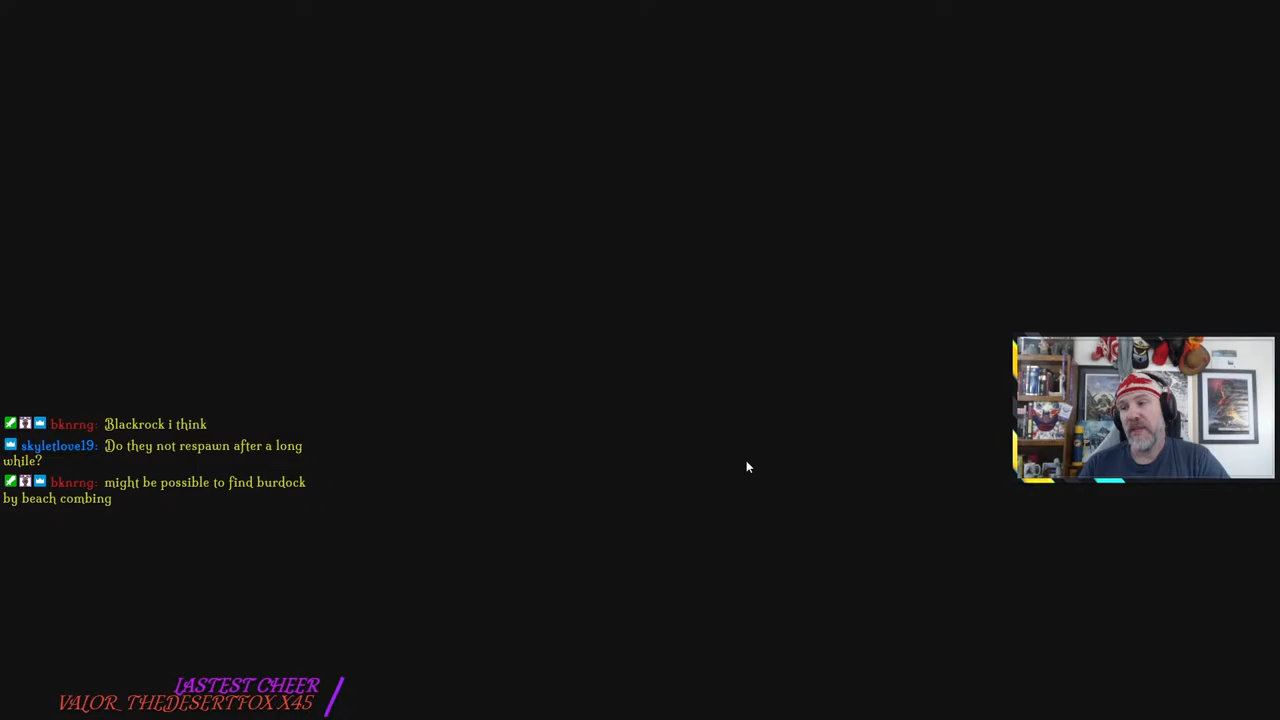 bknrng: Blackrock i think
skyletlove19: Do they not respawn after a long
while?
bknrng: might be possible to find burdock
by beach combing
LASTEST CHEER
VALOR_THEDESERTFOX X45